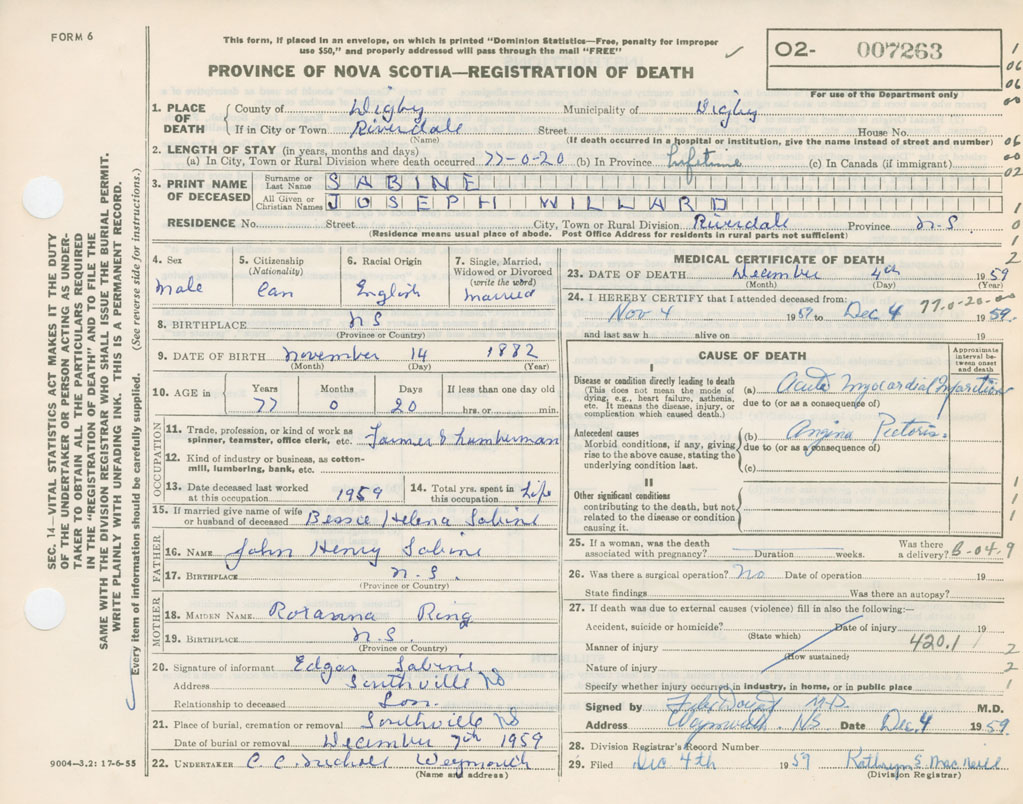 FORM 6
This form, if placed in an envelope, on which is printed "Dominion Statistics—Free, penalty for improper
use $50," and properly addressed will pass through the mail "FREE"
O2- 007263
For use of the Department only
PROVINCE OF NOVA SCOTIA—REGISTRATION OF DEATH
1. PLACE OF DEATH County of Digby Municipality of Digby
If in City or Town Riverdale Street House No.
(Name) (If death occurred in a hospital or institution, give the name instead of street and number)
2. LENGTH OF STAY (in years, months and days)
(a) In City, Town or Rural Division where death occurred 77-0-20 (b) In Province Lifetime (c) In Canada (if immigrant)
3. PRINT NAME OF DECEASED Surname or Last Name SABINE
All Given or Christian Names JOSEPH WILLARD
RESIDENCE No. Street City, Town or Rural Division Riverdale Province N.S
(Residence means usual place of abode. Post Office Address for residents in rural parts not sufficient)
4. Sex Male
5. Citizenship (Nationality) Can
6. Racial Origin English
7. Single, Married, Widowed or Divorced (write the word) Married
8. BIRTHPLACE N S
(Province or Country)
9. DATE OF BIRTH November 14 1882
(Month) (Day) (Year)
10. AGE in Years 77 Months 0 Days 20 If less than one day old hrs. or min.
OCCUPATION
11. Trade, profession, or kind of work as spinner, teamster, office clerk, etc. Farmer & Lumberman
12. Kind of industry or business, as cotton-mill, lumbering, bank, etc.
13. Date deceased last worked at this occupation 1959
14. Total yrs. spent in this occupation Life
15. If married give name of wife or husband of deceased Bessie Helena Sabine
FATHER
16. NAME John Henry Sabine
17. BIRTHPLACE N.S.
(Province or Country)
MOTHER
18. MAIDEN NAME Roxanna Ring
19. BIRTHPLACE N.S.
(Province or Country)
20. Signature of informant Edgar Sabine
Address Southville NS
Relationship to deceased Son.
21. Place of burial, cremation or removal Southville NS
Date of burial or removal December 7th 1959
22. UNDERTAKER C. C. Nicholl Weymouth
(Name and address)
9004—3.2: 17-6-55
MEDICAL CERTIFICATE OF DEATH
23. DATE OF DEATH December 4th 1959
(Month) (Day) (Year)
24. I HEREBY CERTIFY that I attended deceased from: 77-0-20-00
Nov 4 1957 to Dec 4 1959.
and last saw h alive on 19
CAUSE OF DEATH
Approximate interval between onset and death
I
Disease or condition directly leading to death
(This does not mean the mode of dying, e.g., heart failure, asthenia, etc. It means the disease, injury, or complication which caused death.)
(a) Acute Myocardial Infarction
due to (or as a consequence of)
Antecedent causes
Morbid conditions, if any, giving rise to the above cause, stating the underlying condition last.
(b) Angina Pectoris.
due to (or as a consequence of)
(c)
II
Other significant conditions
contributing to the death, but not related to the disease or condition causing it.
25. If a woman, was the death associated with pregnancy? Duration weeks. Was there a delivery? B-04.9
26. Was there a surgical operation? No Date of operation 19
State findings Was there an autopsy?
27. If death was due to external causes (violence) fill in also the following:—
Accident, suicide or homicide? Date of injury 19
(State which)
Manner of injury 420.1
(How sustained)
Nature of injury
Specify whether injury occurred in industry, in home, or in public place
Signed by M.D. M.D.
Address Weymouth, NS Date Dec. 4 1959
28. Division Registrar's Record Number
29. Filed Dec 4th 1959 Kathryn S. MacNeill
(Division Registrar)
SEC. 14—VITAL STATISTICS ACT MAKES IT THE DUTY
OF THE UNDERTAKER OR PERSON ACTING AS UNDER-
TAKER TO OBTAIN ALL THE PARTICULARS REQUIRED
IN THE "REGISTRATION OF DEATH" AND TO FILE THE
SAME WITH THE DIVISION REGISTRAR WHO SHALL ISSUE THE BURIAL PERMIT.
WRITE PLAINLY WITH UNFADING INK. THIS IS A PERMANENT RECORD.
Every item of information should be carefully supplied. (See reverse side for instructions.)
1
06
06
00
06
00
02
1
0
1
2
1
1
1
2
2
1